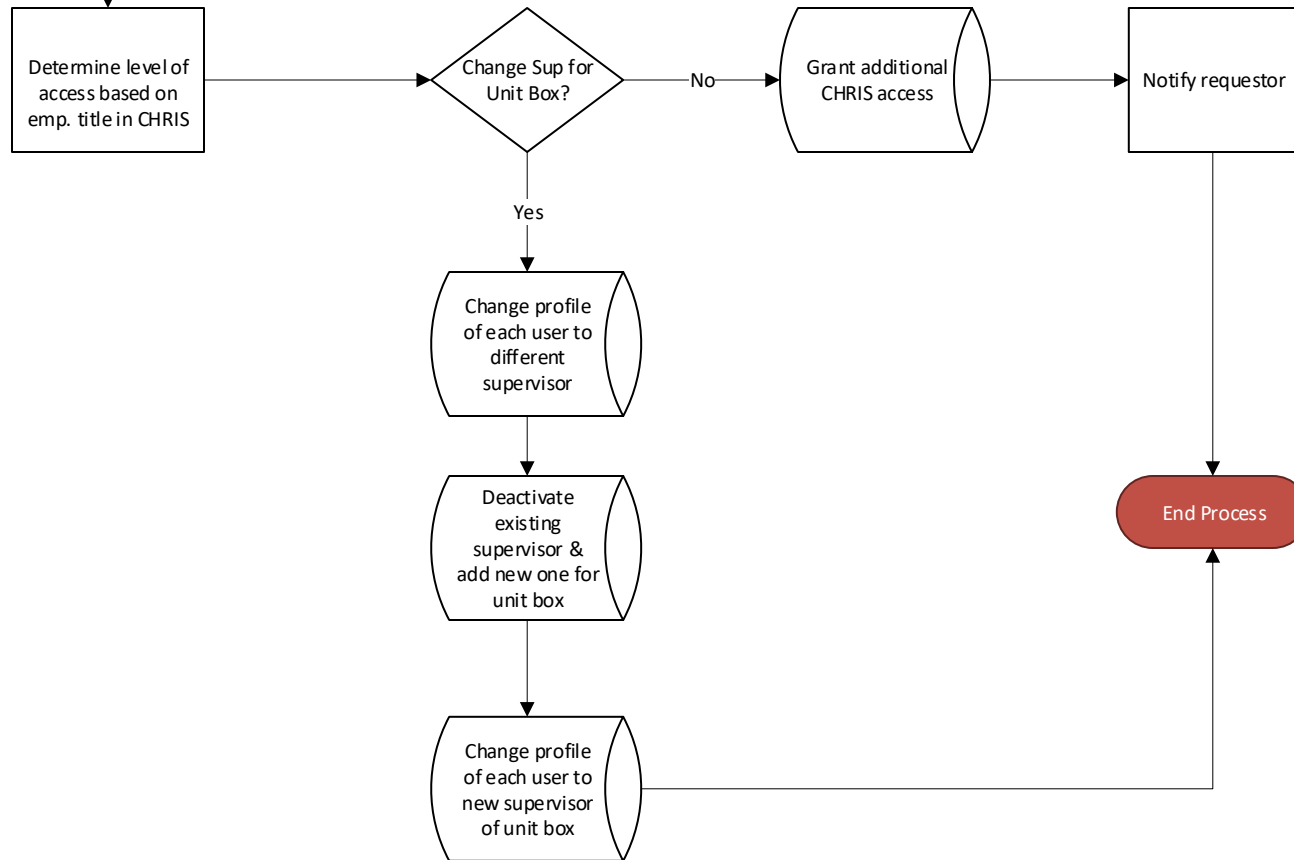 Determine level of
access based on
emp. title in CHRIS
Change Sup for
Unit Box?
No
Grant additional
CHRIS access
Notify requestor
Yes
Change profile
of each user to
different
supervisor
Deactivate
existing
supervisor &
add new one for
unit box
End Process
Change profile
of each user to
new supervisor
of unit box